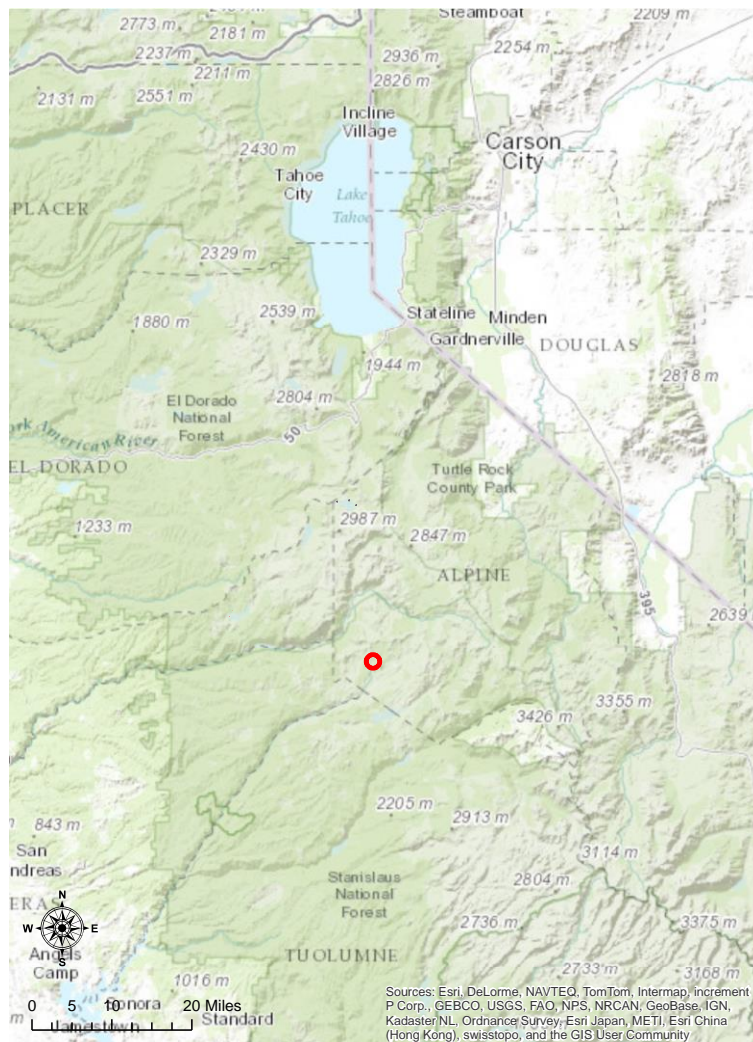 Steamboat
2773 m
2181 m
2209 m
2237 m
2254 m
2936 m
2211 m
2826 m
2131 m
2551 m
Incline
Village
Carson
City
2430 m
Tahoe
City
Lake
Tahoe
PLACER
2329 m
2539 m
Stateline
Minden
1880 m
Gardnerville
DOUGLAS
1944 m
2818 m
El Dorado
National
Forest
2804 m
American River
50
EL DORADO
Turtle Rock
County Park
2987 m
1233 m
2847 m
ALPINE
395
2639
3355 m
3426 m
2205 m
2913 m
843 m
San
ndreas
3114 m
Stanislaus
National
Forest
2804 m
ERAS
N
W
E
S
2736 m
3375 m
Angels
Camp
TUOLUMNE
2733 m
3168 m
1016 m
0 5 10 20 Miles
onora
Standard
Jamestown
m
Sources: Esri, DeLorme, NAVTEQ, TomTom, Intermap, increment
P Corp., GEBCO, USGS, FAO, NPS, NRCAN, GeoBase, IGN,
Kadaster NL, Ordnance Survey, Esri Japan, METI, Esri China
(Hong Kong), swisstopo, and the GIS User Community